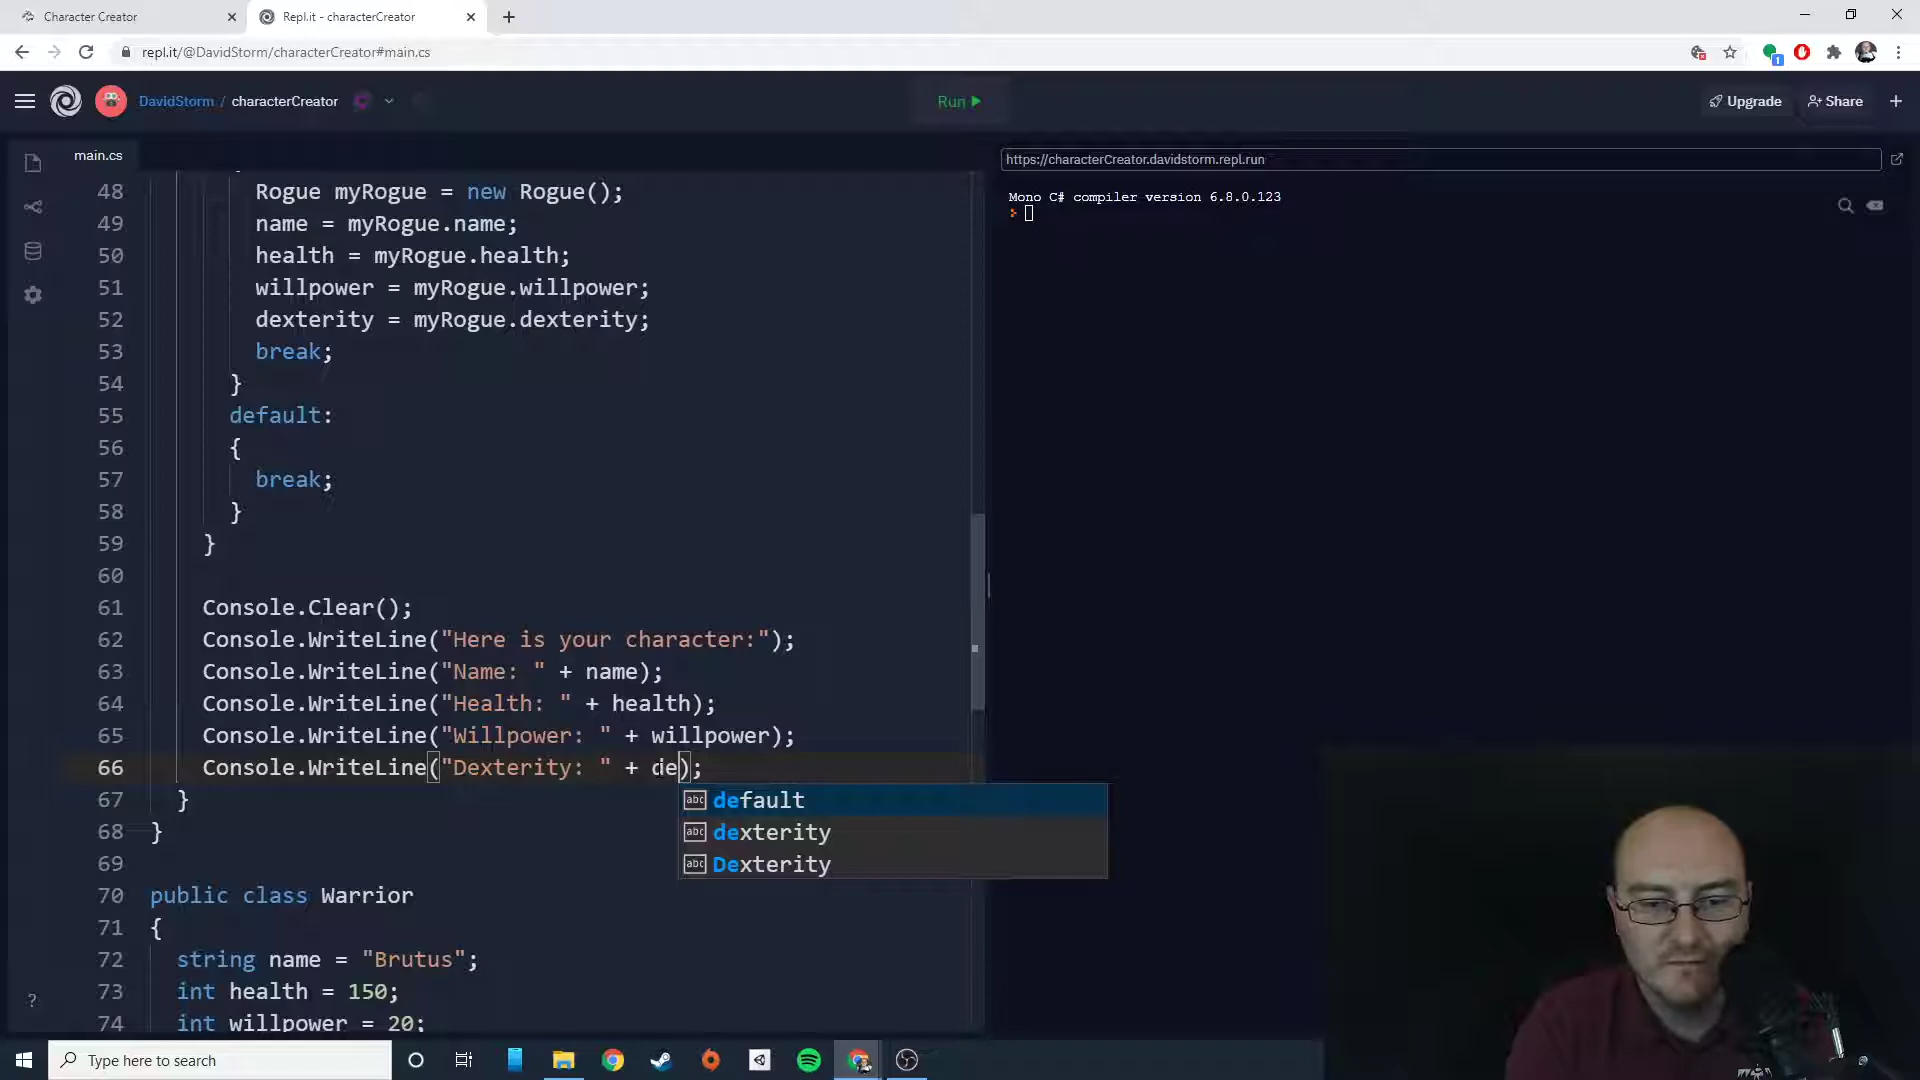 Character Creator
Repl.it - characterCreator
repl.it/@DavidStorm/characterCreator#main.cs
1
DavidStorm / characterCreator
Run
Upgrade
Share
main.cs
https://characterCreator.davidstorm.repl.run
Mono C# compiler version 6.8.0.123
48 Rogue myRogue = new Rogue();
49 name = myRogue.name;
50 health = myRogue.health;
51 willpower = myRogue.willpower;
52 dexterity = myRogue.dexterity;
53 break;
54 }
55 default:
56 {
57 break;
58 }
59 }
60
61 Console.Clear();
62 Console.WriteLine("Here is your character:");
63 Console.WriteLine("Name: " + name);
64 Console.WriteLine("Health: " + health);
65 Console.WriteLine("Willpower: " + willpower);
66 Console.WriteLine("Dexterity: " + de);
abc default
abc dexterity
abc Dexterity
67 }
68 }
69
70 public class Warrior
71 {
72 string name = "Brutus";
73 int health = 150;
74 int willpower = 20;
?
Type here to search